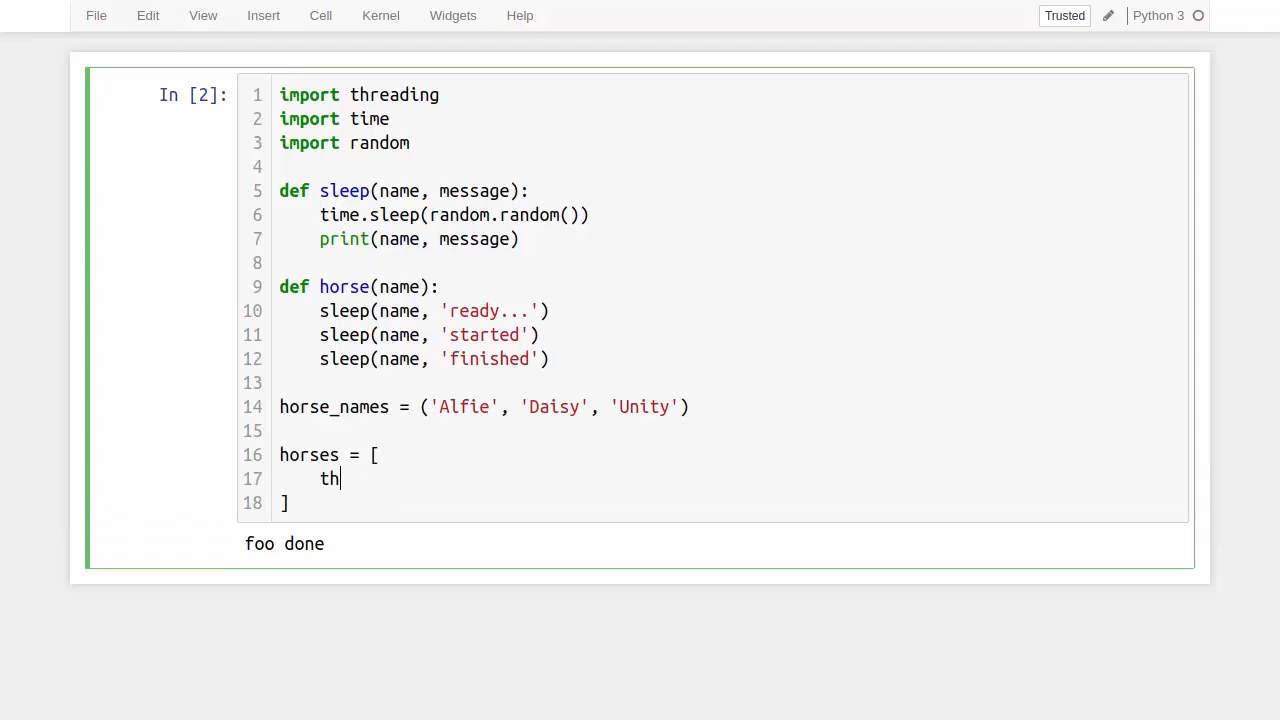 File Edit View Insert Cell Kernel Widgets Help Trusted Python 3
In [2]:
1 import threading
2 import time
3 import random
4
5 def sleep(name, message):
6     time.sleep(random.random())
7     print(name, message)
8
9 def horse(name):
10     sleep(name, 'ready...')
11     sleep(name, 'started')
12     sleep(name, 'finished')
13
14 horse_names = ('Alfie', 'Daisy', 'Unity')
15
16 horses = [
17     th
18 ]
foo done